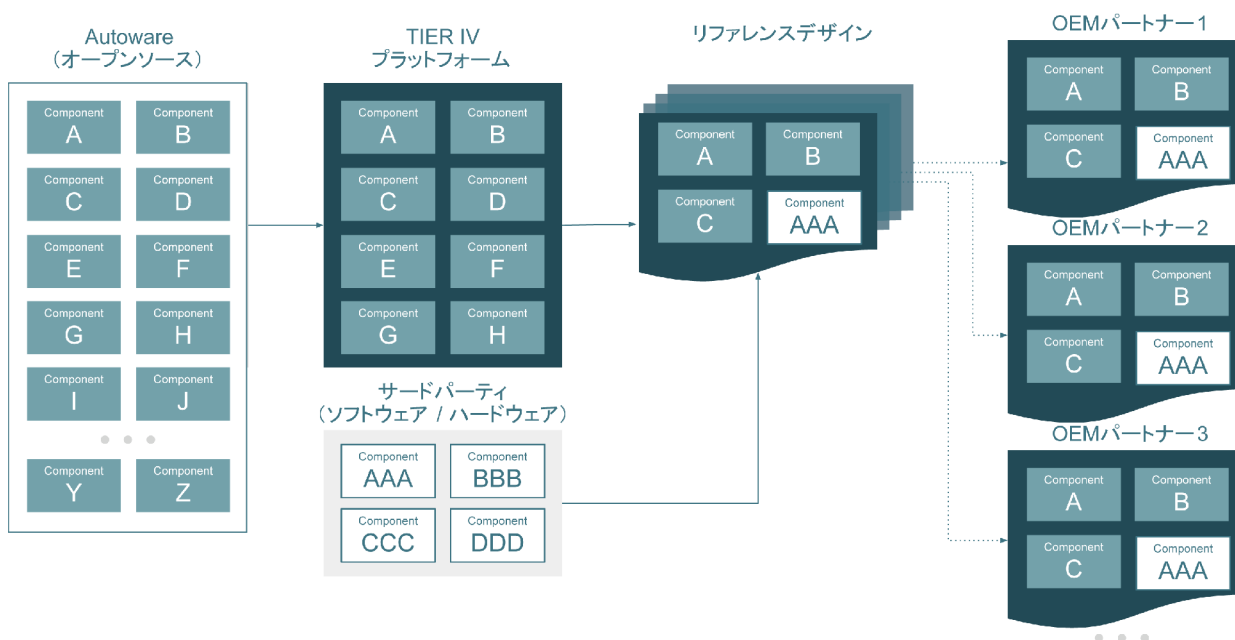 Autoware
(オープンソース)
Component
A
Component
B
Component
C
Component
D
Component
E
Component
F
Component
G
Component
H
Component
I
Component
J
Component
Y
Component
Z
TIER IV
プラットフォーム
Component
A
Component
B
Component
C
Component
D
Component
E
Component
F
Component
G
Component
H
サードパーティ
(ソフトウェア / ハードウェア)
Component
AAA
Component
BBB
Component
CCC
Component
DDD
リファレンスデザイン
Component
A
Component
B
Component
C
Component
AAA
OEMパートナー1
Component
A
Component
B
Component
C
Component
AAA
OEMパートナー2
Component
A
Component
B
Component
C
Component
AAA
OEMパートナー3
Component
A
Component
B
Component
C
Component
AAA